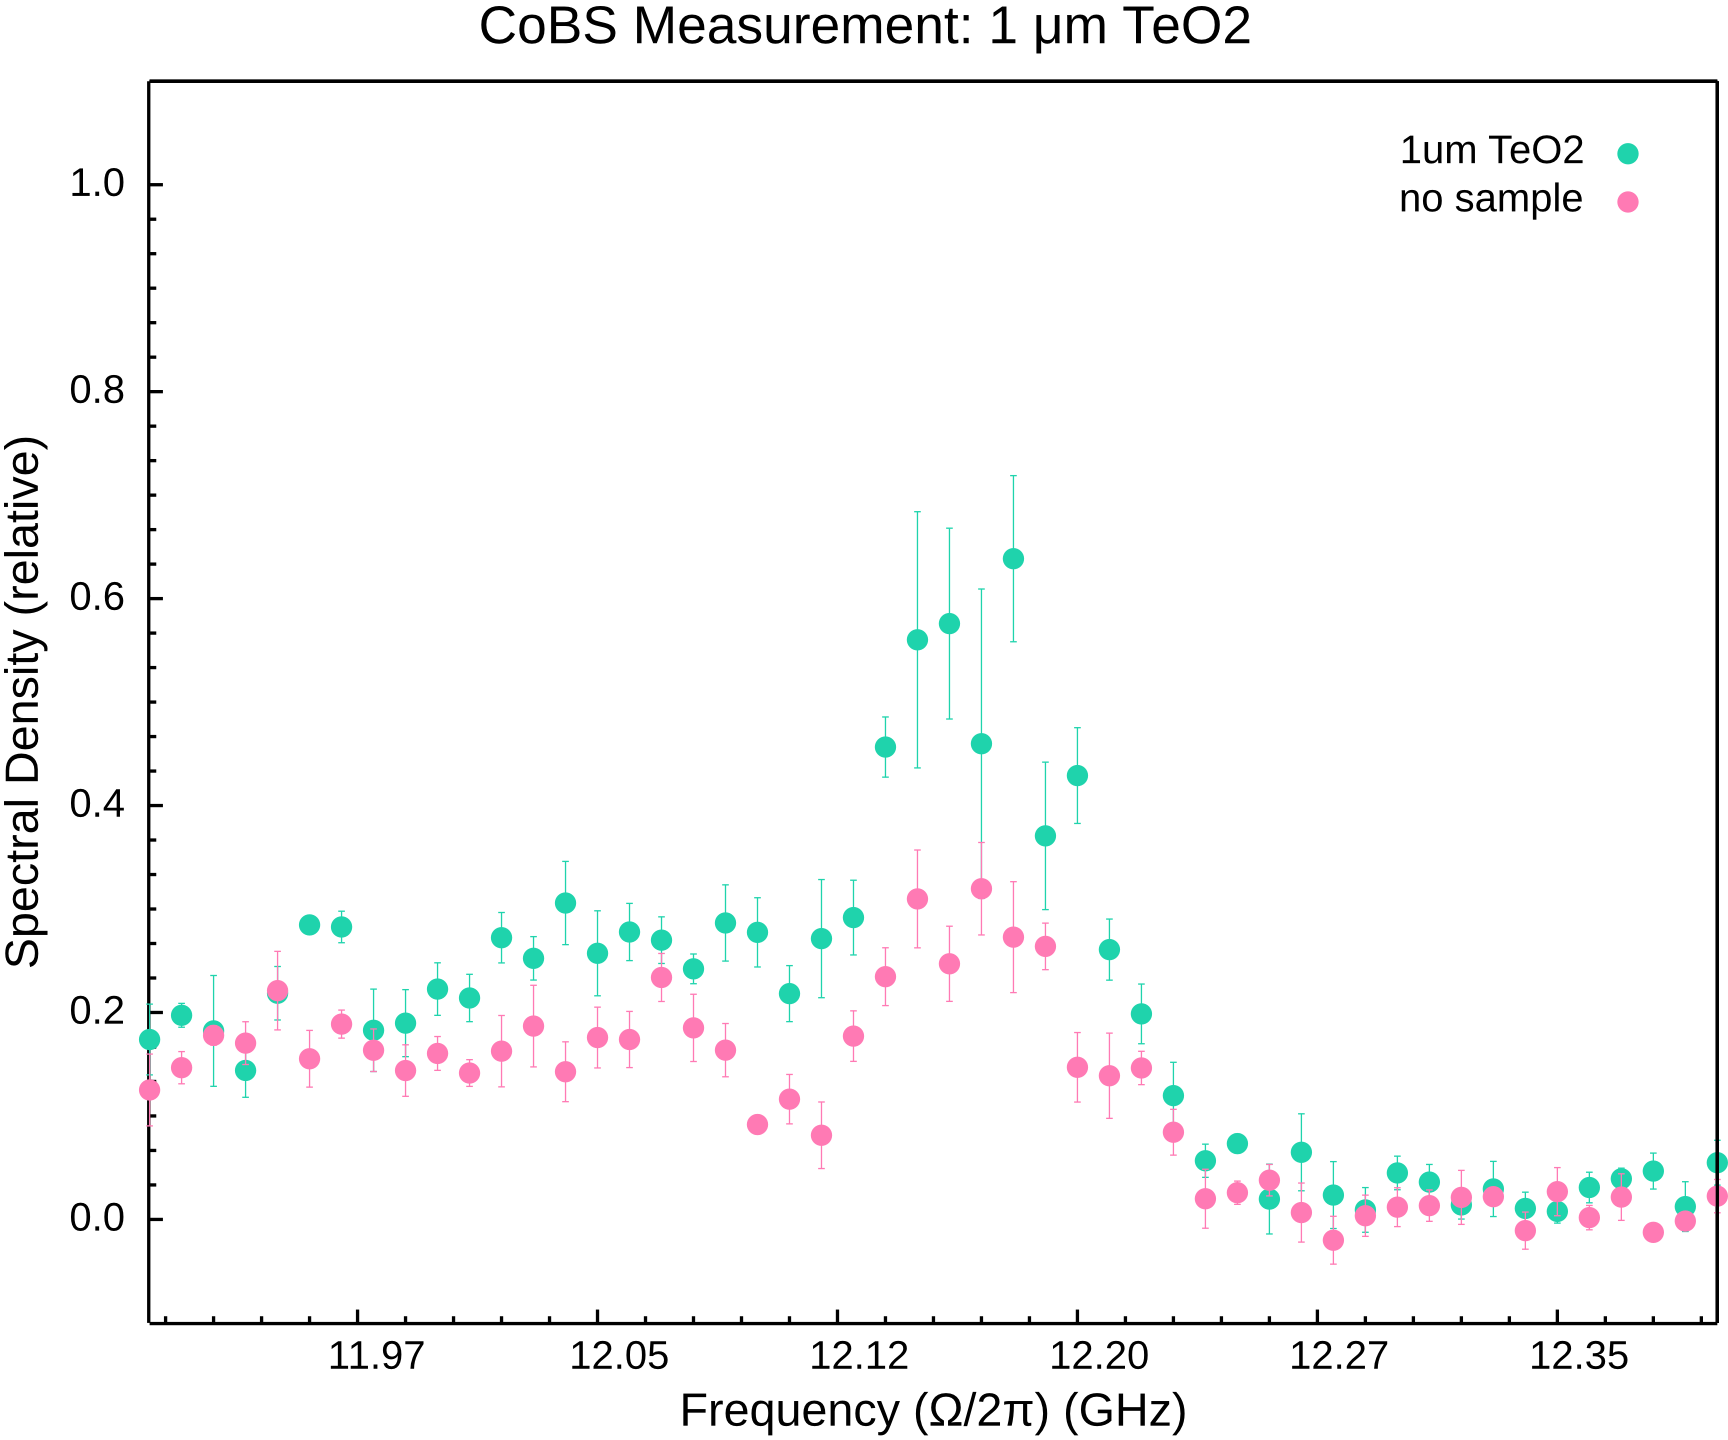 CoBS Measurement: 1 μm TeO2
1um TeO2
no sample
1.0
0.8
0.6
0.4
0.2
0.0
Spectral Density (relative)
11.97 12.05 12.12 12.20 12.27 12.35
Frequency (Ω/2π) (GHz)